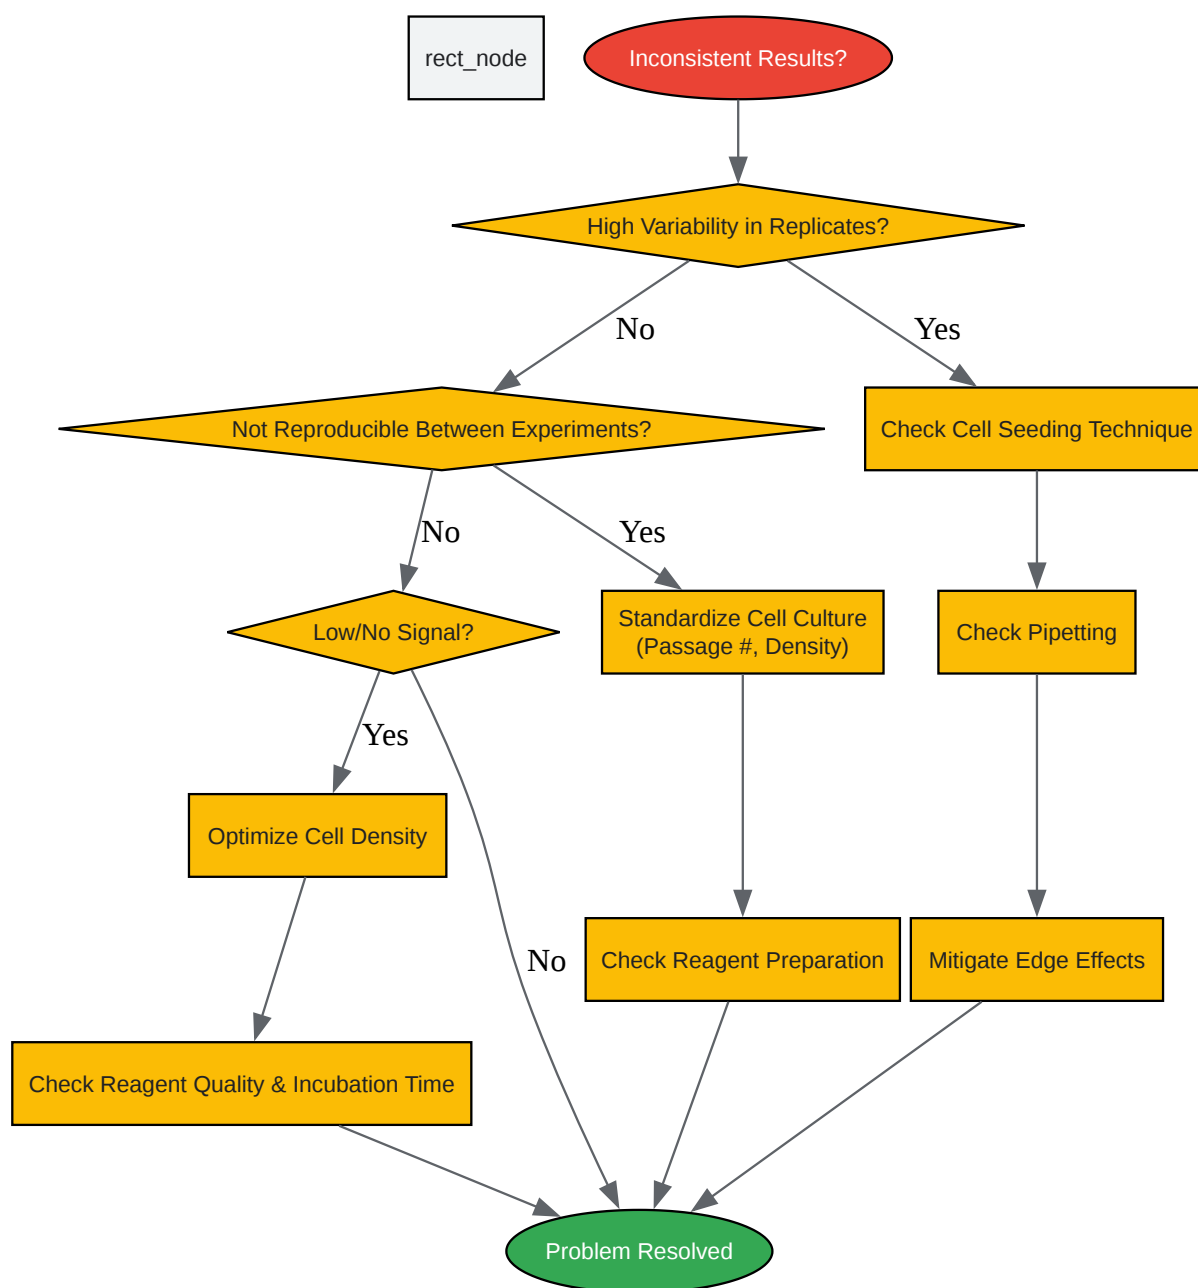 rect_node
Inconsistent Results?
High Variability in Replicates?
No
Yes
Not Reproducible Between Experiments?
Check Cell Seeding Technique
No
Yes
Low/No Signal?
Standardize Cell Culture
(Passage #, Density)
Check Pipetting
Yes
Optimize Cell Density
No
Check Reagent Preparation
Mitigate Edge Effects
Check Reagent Quality & Incubation Time
Problem Resolved